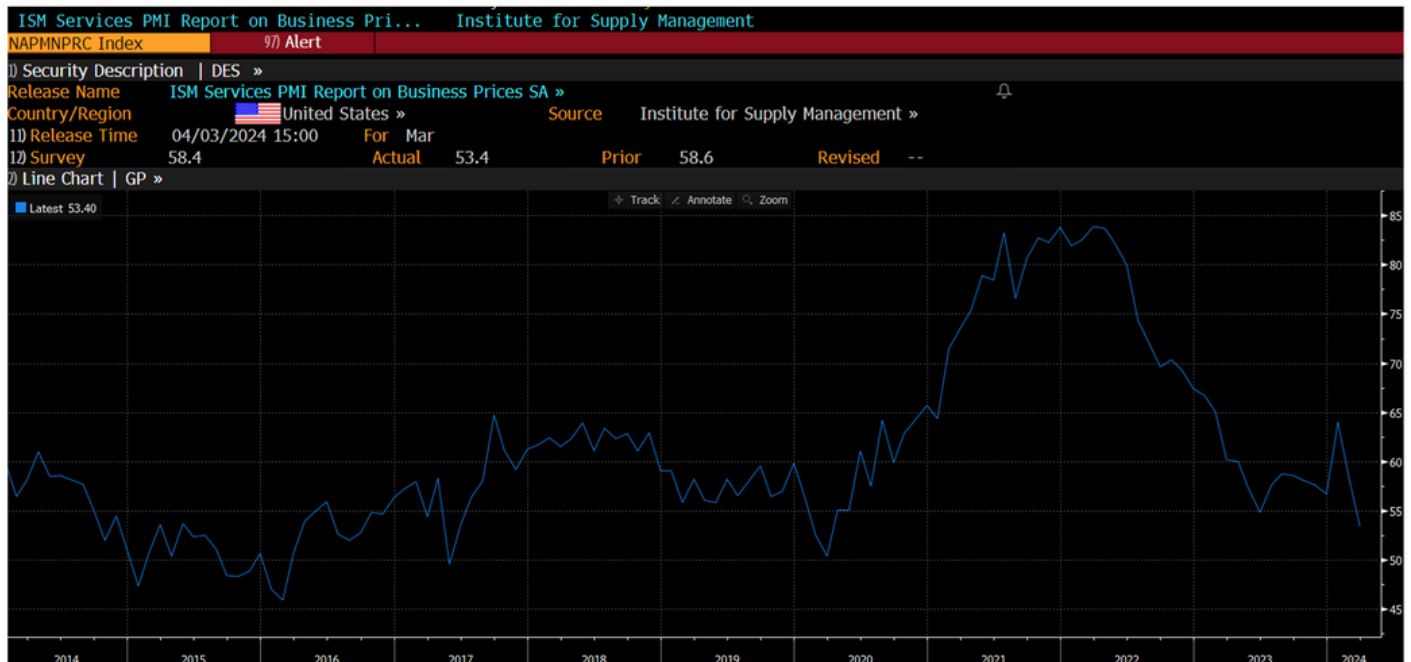 ISM Services PMI Report on Business Pri... Institute for Supply Management
NAPMNPRC Index 97) Alert
1) Security Description | DES »
Release Name ISM Services PMI Report on Business Prices SA »
Country/Region United States » Source Institute for Supply Management »
11) Release Time 04/03/2024 15:00 For Mar
12) Survey 58.4 Actual 53.4 Prior 58.6 Revised --
2) Line Chart | GP »
Track Annotate Zoom
Latest 53.40
85
80
75
70
65
60
55
50
45
2014 2015 2016 2017 2018 2019 2020 2021 2022 2023 2024